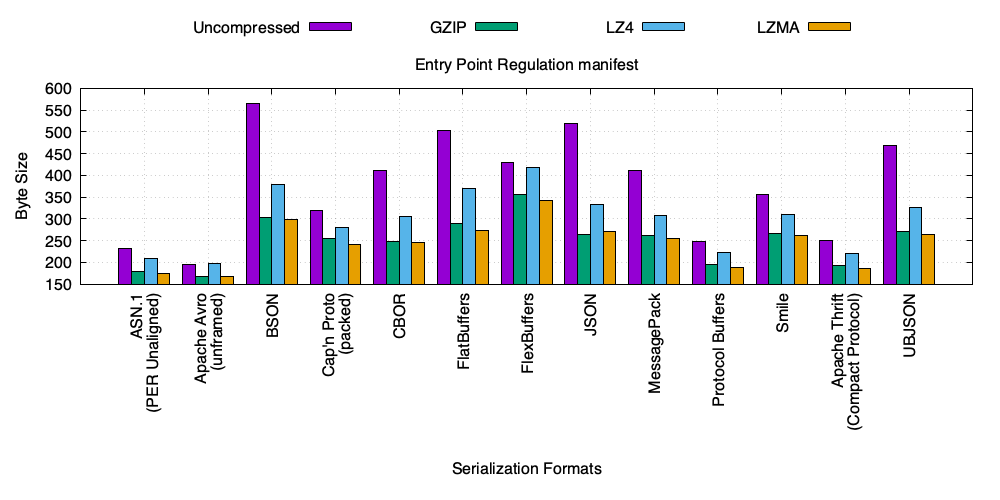 Uncompressed GZIP LZ4 LZMA
Entry Point Regulation manifest
600
550
500
450
400
350
300
250
200
150
Byte Size
ASN.1
(PER Unaligned)
Apache Avro
(unframed)
BSON
Cap'n Proto
(packed)
CBOR
FlatBuffers
FlexBuffers
JSON
MessagePack
Protocol Buffers
Smile
Apache Thrift
(Compact Protocol)
UBJSON
Serialization Formats